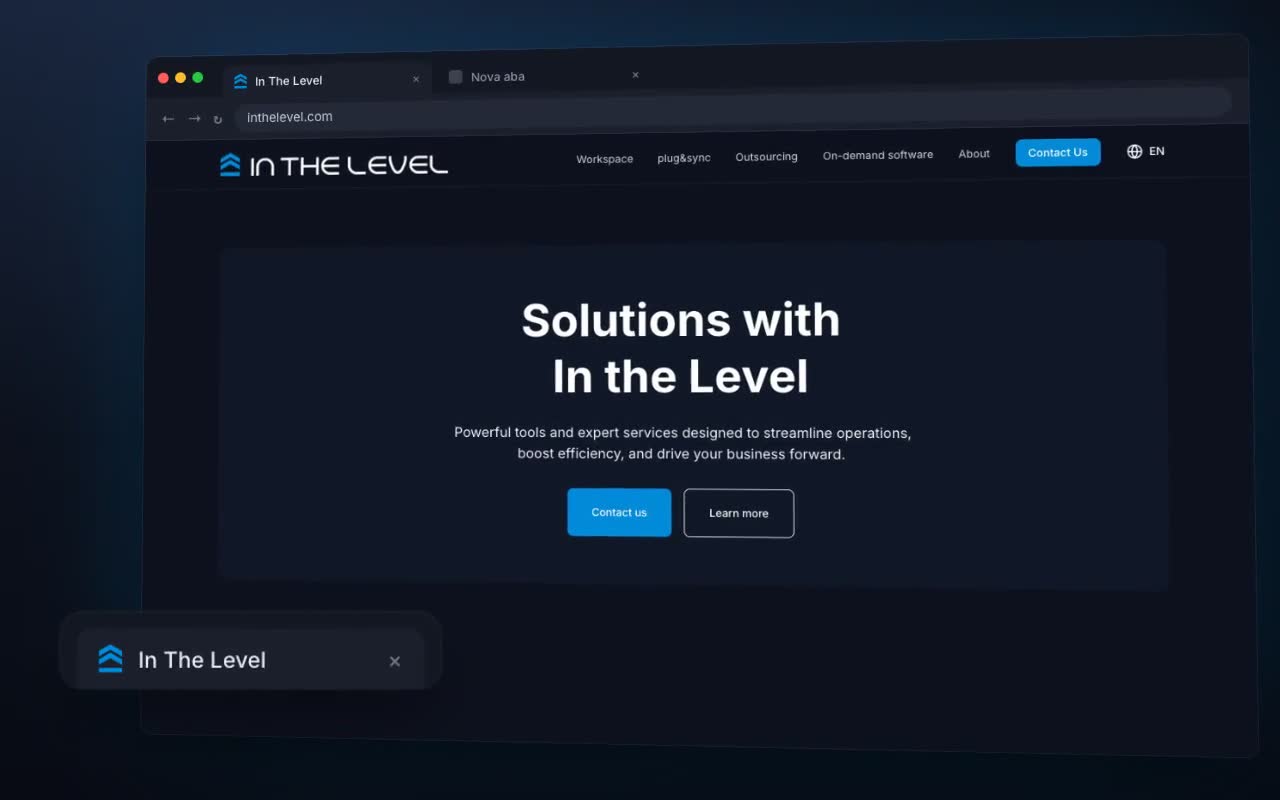 In The Level ×
Nova aba ×
inthelevel.com
IN THE LEVEL
Workspace plug&sync Outsourcing On-demand software About Contact Us EN
Solutions with
In the Level
Powerful tools and expert services designed to streamline operations,
boost efficiency, and drive your business forward.
Contact us Learn more
In The Level ×